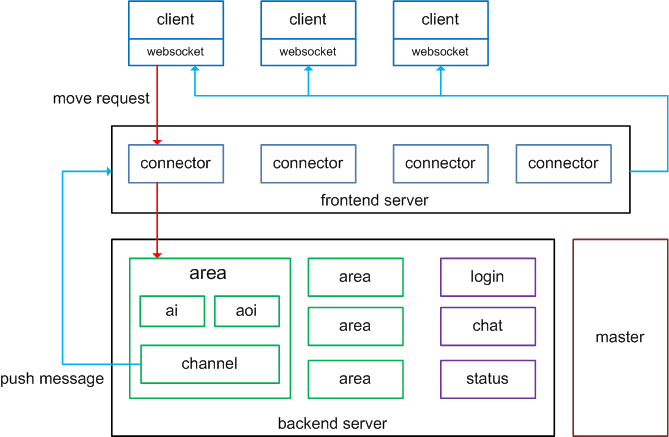 client
client
client
websocket
websocket
websocket
move request
connector
connector
connector
connector
frontend server
area
area
login
ai
aoi
area
chat
master
channel
push message
area
status
backend server